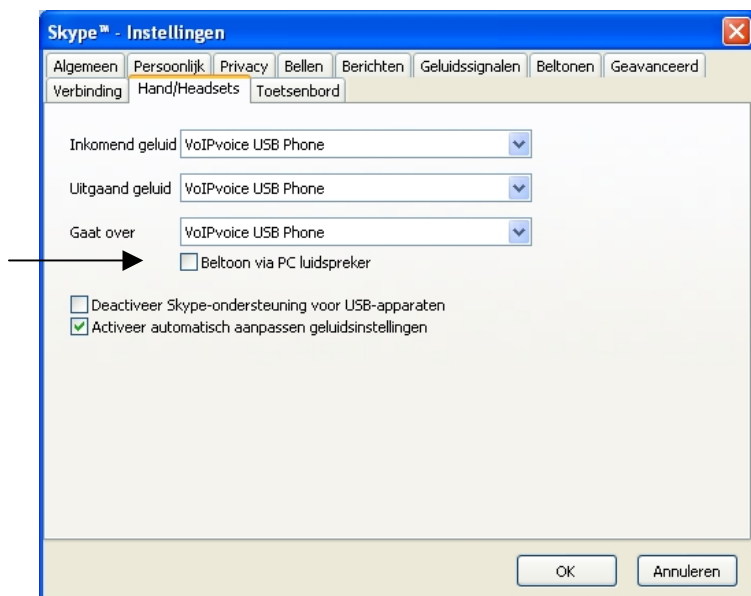 Skype™ - Instellingen
Algemeen Persoonlijk Privacy Bellen Berichten Geluidssignalen Beltonen Geavanceerd
Verbinding Hand/Headsets Toetsenbord
Inkomend geluid VoIPvoice USB Phone
Uitgaand geluid VoIPvoice USB Phone
Gaat over VoIPvoice USB Phone
Beltoon via PC luidspreker
Deactiveer Skype-ondersteuning voor USB-apparaten
Activeer automatisch aanpassen geluidsinstellingen
OK Annuleren